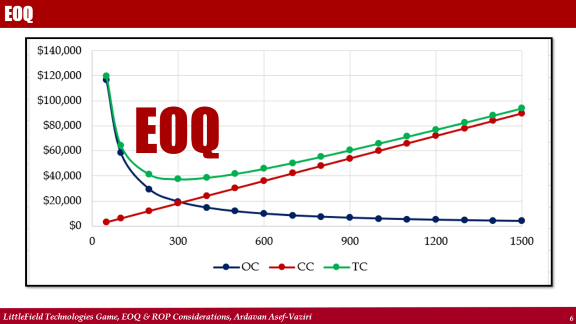 EOQ
$140,000
$120,000
$100,000
$80,000
$60,000
$40,000
$20,000
$0
EOQ
0 300 600 900 1200 1500
OC CC TC
LittleField Technologies Game, EOQ & ROP Considerations, Ardavan Asef-Vaziri
6